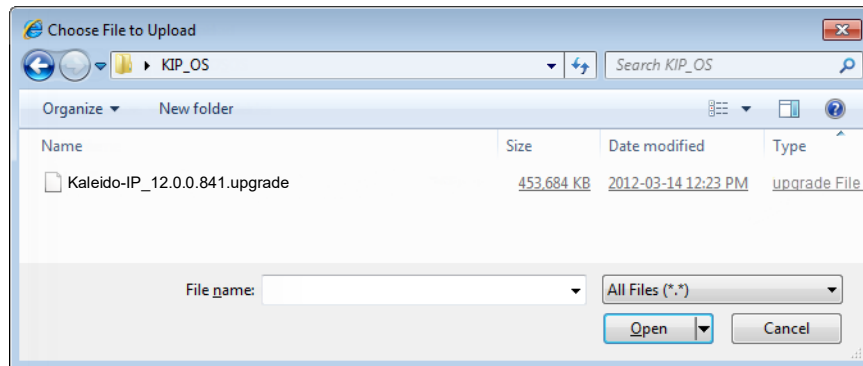 Choose File to Upload
KIP_OS
Search KIP_OS
Organize New folder
Name Size Date modified Type
Kaleido-IP_12.0.0.841.upgrade 453,684 KB 2012-03-14 12:23 PM upgrade File
File name: All Files (*.*)
Open Cancel